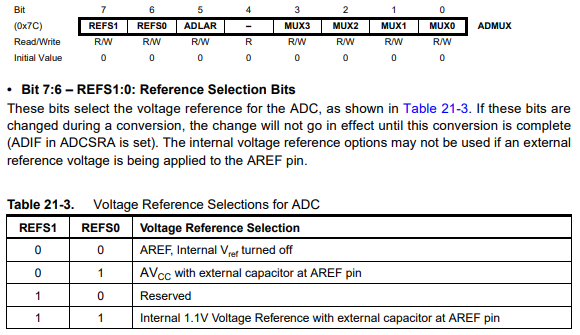 Bit 7 6 5 4 3 2 1 0
(0x7C) REFS1 REFS0 ADLAR – MUX3 MUX2 MUX1 MUX0 ADMUX
Read/Write R/W R/W R/W R R/W R/W R/W R/W
Initial Value 0 0 0 0 0 0 0 0
• Bit 7:6 – REFS1:0: Reference Selection Bits
These bits select the voltage reference for the ADC, as shown in Table 21-3. If these bits are
changed during a conversion, the change will not go in effect until this conversion is complete
(ADIF in ADCSRA is set). The internal voltage reference options may not be used if an external
reference voltage is being applied to the AREF pin.
Table 21-3. Voltage Reference Selections for ADC
REFS1 REFS0 Voltage Reference Selection
0 0 AREF, Internal Vref turned off
0 1 AVCC with external capacitor at AREF pin
1 0 Reserved
1 1 Internal 1.1V Voltage Reference with external capacitor at AREF pin